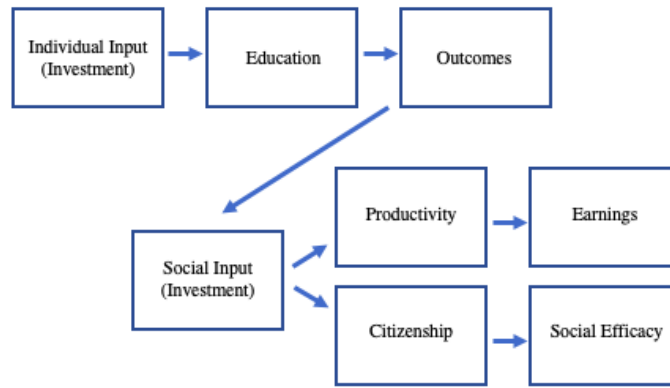 Individual Input
(Investment)
Education
Outcomes
Productivity
Earnings
Social Input
(Investment)
Citizenship
Social Efficacy